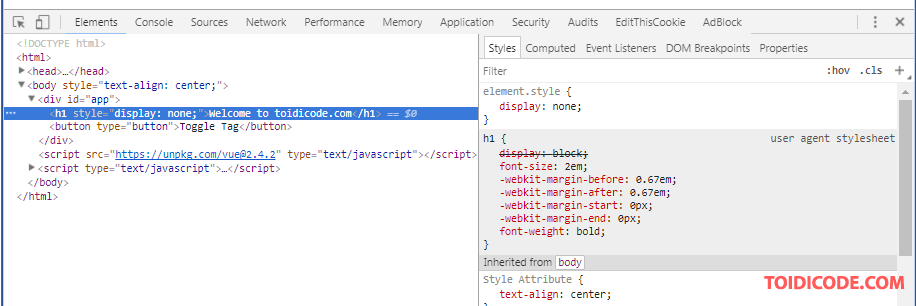 Elements Console Sources Network Performance Memory Application Security Audits EditThisCookie AdBlock
<!DOCTYPE html>
<html>
<head>…</head>
<body style="text-align: center;">
<div id="app">
<h1 style="display: none;">Welcome to toidicode.com</h1> == $0
<button type="button">Toggle Tag</button>
</div>
<script src="https://unpkg.com/vue@2.4.2" type="text/javascript"></script>
<script type="text/javascript">…</script>
</body>
</html>
Styles Computed Event Listeners DOM Breakpoints Properties
Filter :hov .cls +
element.style {
display: none;
}
h1 { user agent stylesheet
display: block;
font-size: 2em;
-webkit-margin-before: 0.67em;
-webkit-margin-after: 0.67em;
-webkit-margin-start: 0px;
-webkit-margin-end: 0px;
font-weight: bold;
}
Inherited from body
Style Attribute {
text-align: center;
}
TOIDICODE.COM